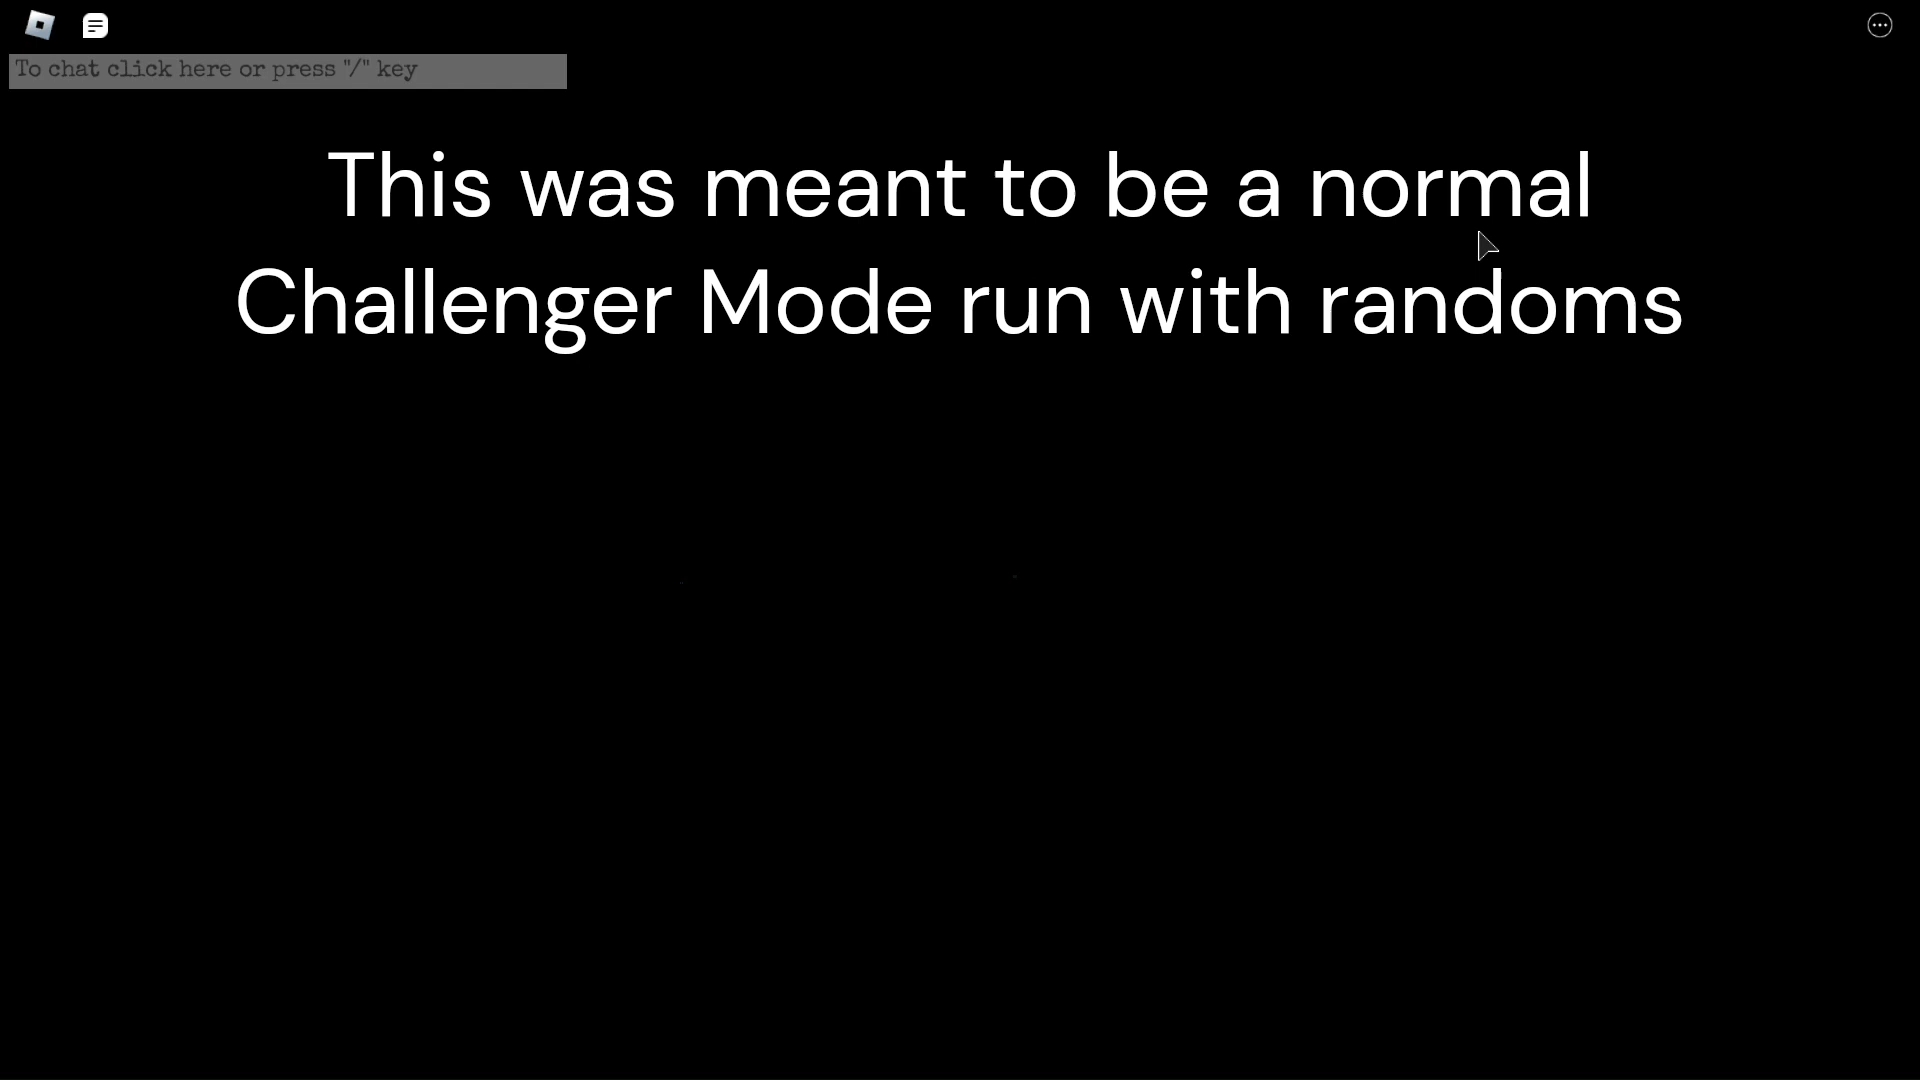 To chat click here or press "/" key
This was meant to be a normal
Challenger Mode run with randoms